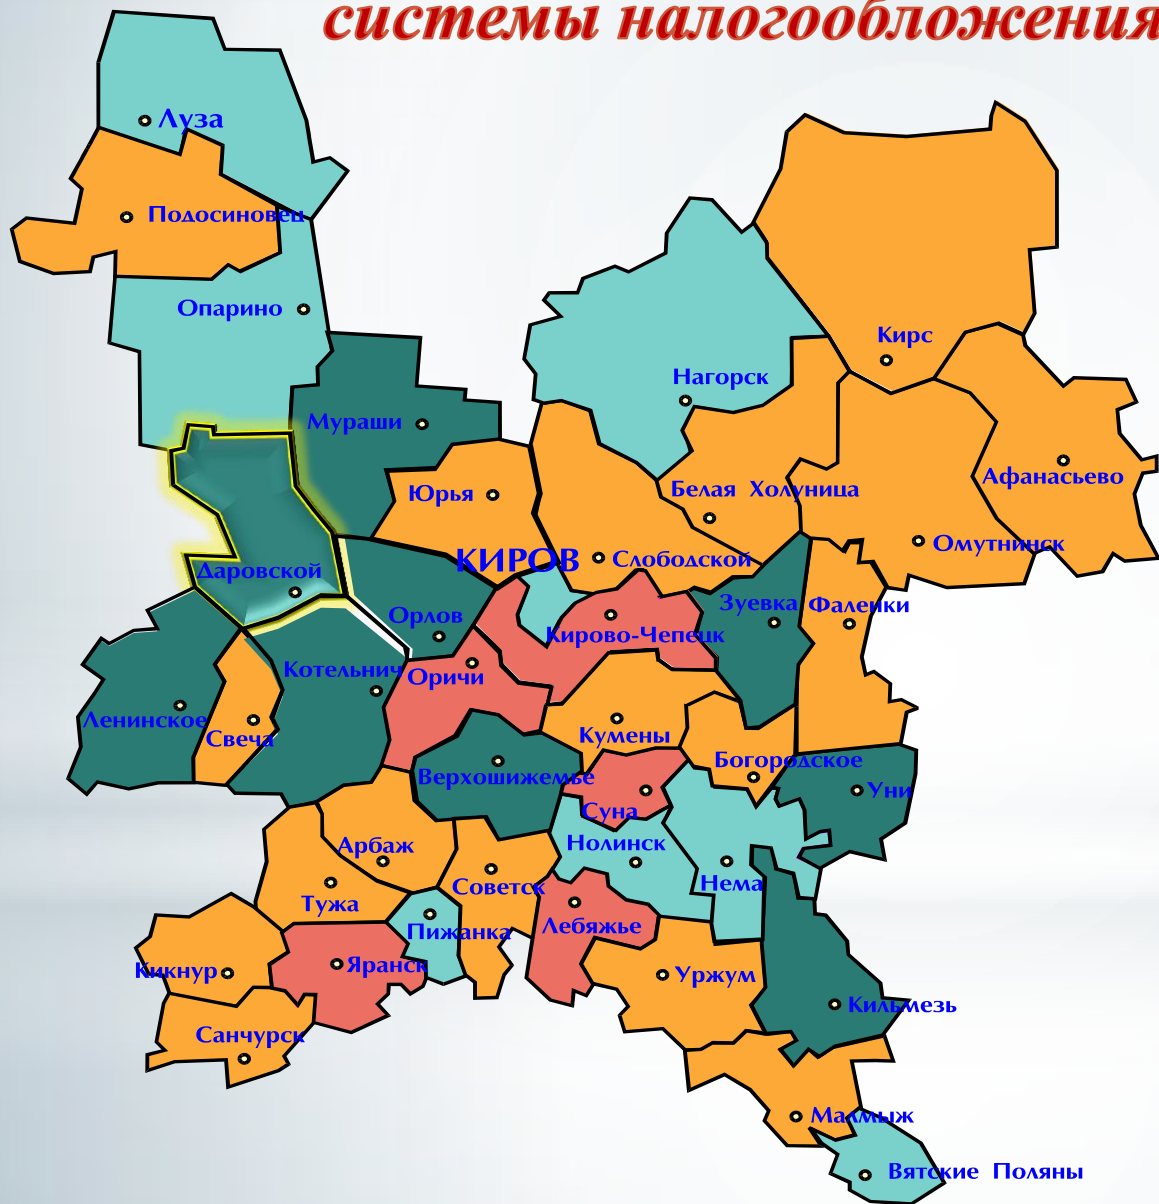 системы налогообложения
Луза
Подосиновец
Опарино
Кирс
Нагорск
Мураши
Афанасьево
Белая Холуница
Юрья
Омутнинск
КИРОВ
Слободской
Даровской
Зуевка
Фаленки
Орлов
Кирово-Чепецк
Котельнич
Оричи
Ленинское
Свеча
Кумены
Богородское
Верхошижемье
Уни
Суна
Арбаж
Нолинск
Нема
Советск
Тужа
Лебяжье
Пижанка
Яранск
Кикнур
Уржум
Кильмезь
Санчурск
Малмыж
Вятские Поляны